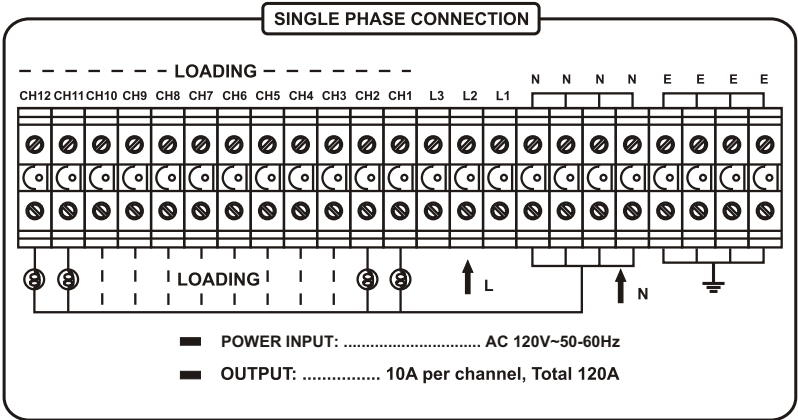 SINGLE PHASE CONNECTION
LOADING
CH12 CH11 CH10 CH9 CH8 CH7 CH6 CH5 CH4 CH3 CH2 CH1 L3 L2 L1 N N N N E E E E
LOADING
L
N
POWER INPUT: ............................... AC 120V~50-60Hz
OUTPUT: ................ 10A per channel, Total 120A